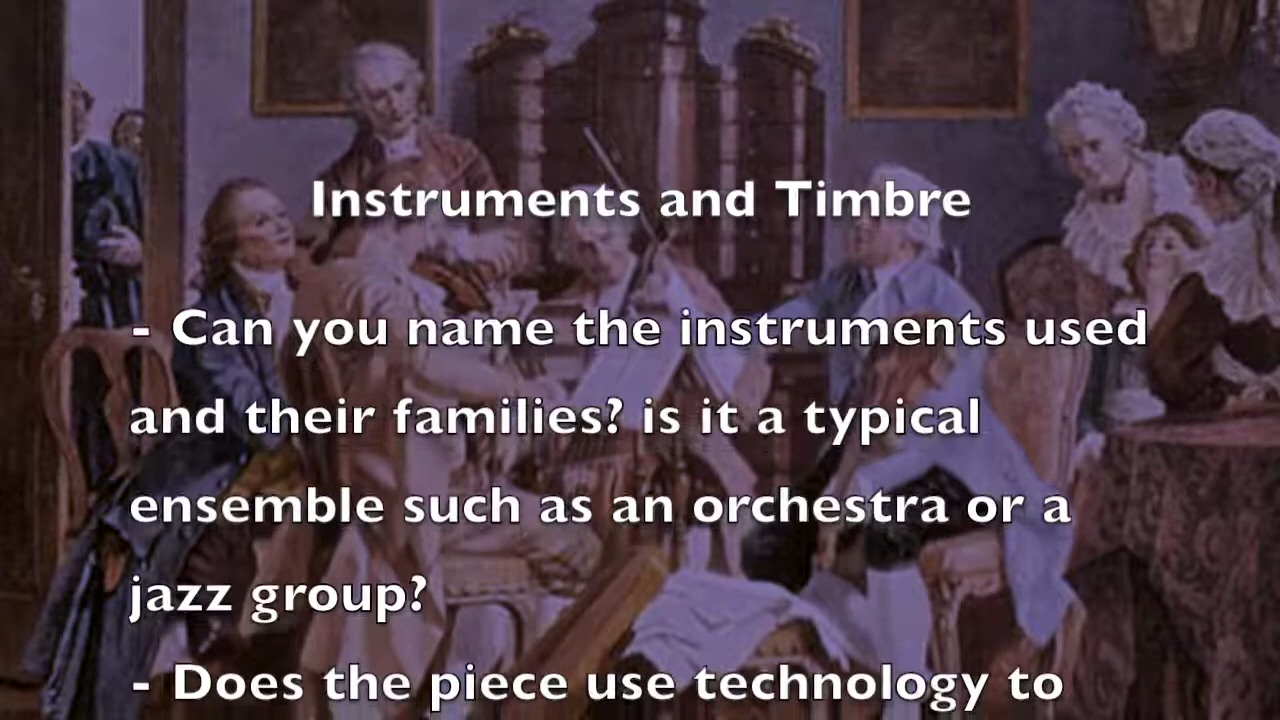 Instruments and Timbre
- Can you name the instruments used
and their families? is it a typical
ensemble such as an orchestra or a
jazz group?
- Does the piece use technology to